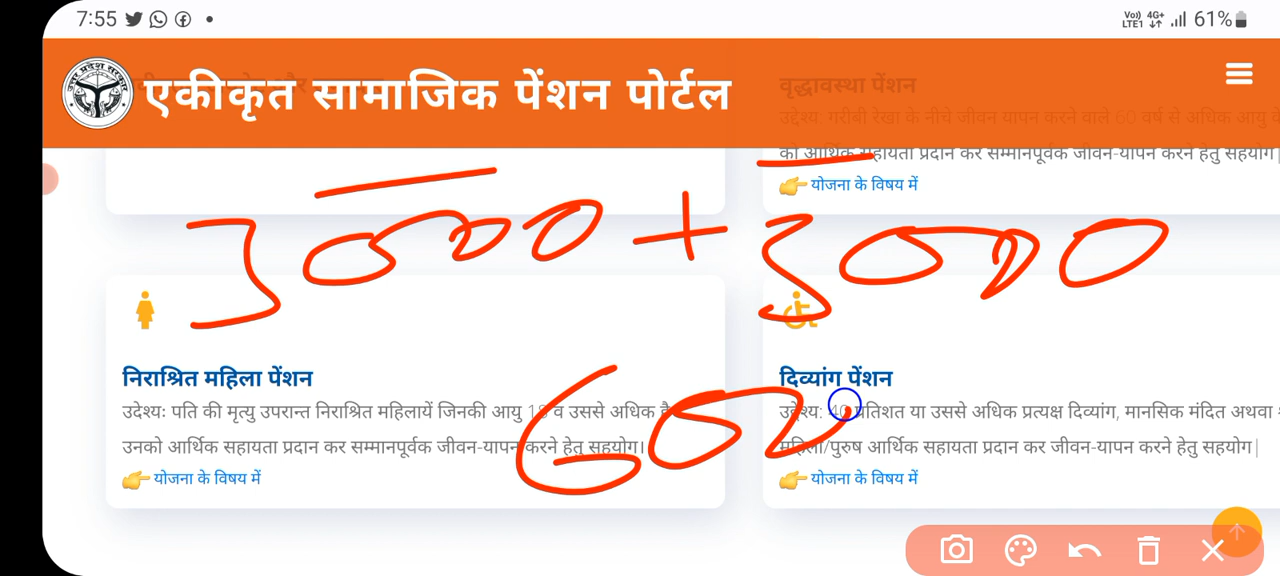 7:55
Vo)) 4G+ LTE1 61%
एकीकृत सामाजिक पेंशन पोर्टल
वृद्धावस्था पेंशन
उद्देश्य गरीबी रेखा के नीचे जीवन यापन करने वाले 60 वर्ष से अधिक आयु के
को आर्थिक सहायता प्रदान कर सम्मानपूर्वक जीवन-यापन करने हेतु सहयोग|
योजना के विषय में
3000 + 3000
निराश्रित महिला पेंशन
उदेश्यः पति की मृत्यु उपरान्त निराश्रित महिलायें जिनकी आयु 18 व उससे अधिक है
उनको आर्थिक सहायता प्रदान कर सम्मानपूर्वक जीवन-यापन करने हेतु सहयोग।
योजना के विषय में
600
दिव्यांग पेंशन
उद्देश्य: 40 प्रतिशत या उससे अधिक प्रत्यक्ष दिव्यांग, मानसिक मंदित अथवा
महिला/पुरुष आर्थिक सहायता प्रदान कर जीवन-यापन करने हेतु सहयोग|
योजना के विषय में